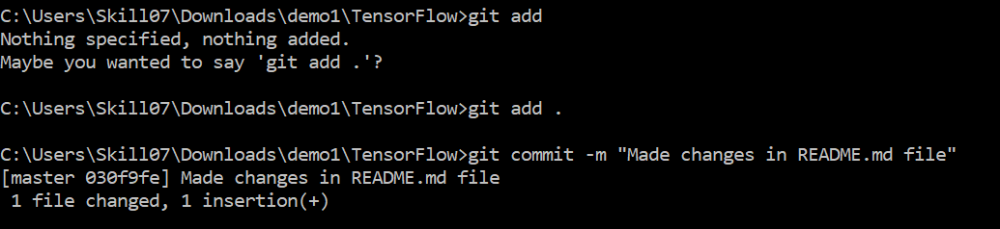 C:\Users\Skill07\Downloads\demo1\TensorFlow>git add
Nothing specified, nothing added.
Maybe you wanted to say 'git add .'?
C:\Users\Skill07\Downloads\demo1\TensorFlow>git add .
C:\Users\Skill07\Downloads\demo1\TensorFlow>git commit -m "Made changes in README.md file"
[master 030f9fe] Made changes in README.md file
 1 file changed, 1 insertion(+)